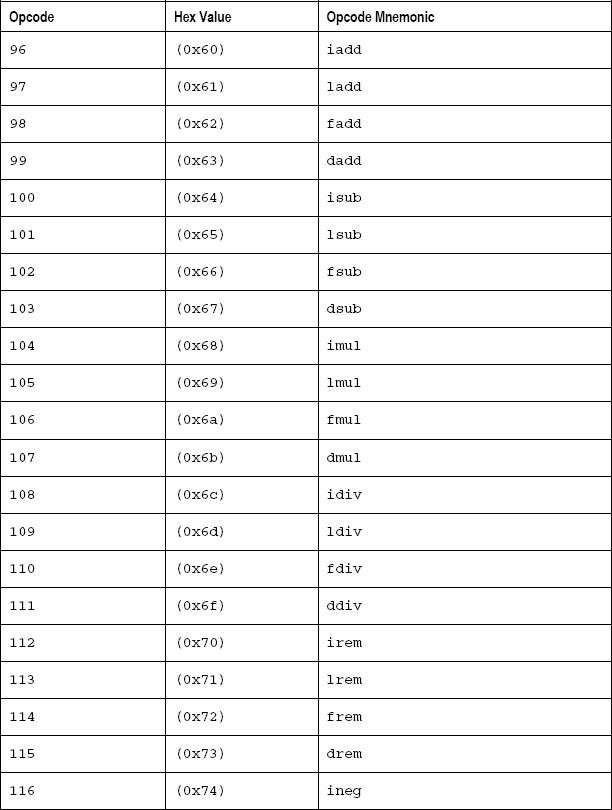 Opcode Hex Value Opcode Mnemonic
96 (0x60) iadd
97 (0x61) ladd
98 (0x62) fadd
99 (0x63) dadd
100 (0x64) isub
101 (0x65) lsub
102 (0x66) fsub
103 (0x67) dsub
104 (0x68) imul
105 (0x69) lmul
106 (0x6a) fmul
107 (0x6b) dmul
108 (0x6c) idiv
109 (0x6d) ldiv
110 (0x6e) fdiv
111 (0x6f) ddiv
112 (0x70) irem
113 (0x71) lrem
114 (0x72) frem
115 (0x73) drem
116 (0x74) ineg